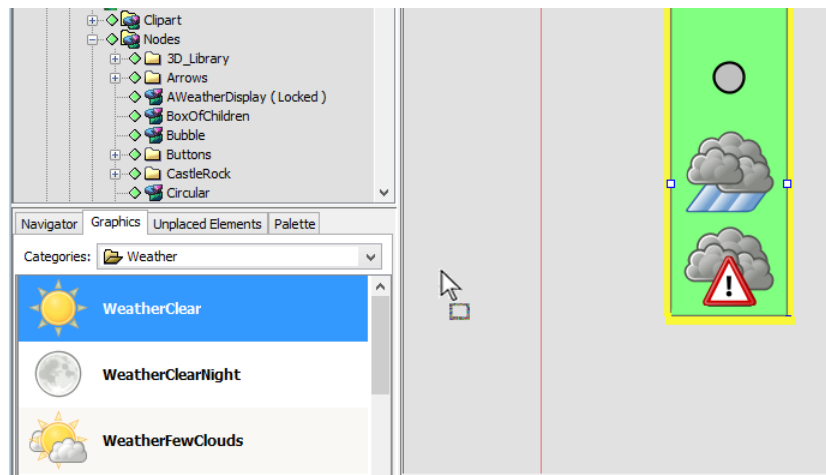 Clipart
Nodes
3D_Library
Arrows
AWeatherDisplay ( Locked )
BoxOfChildren
Bubble
Buttons
CastleRock
Circular
Navigator Graphics Unplaced Elements Palette
Categories: Weather
WeatherClear
WeatherClearNight
WeatherFewClouds